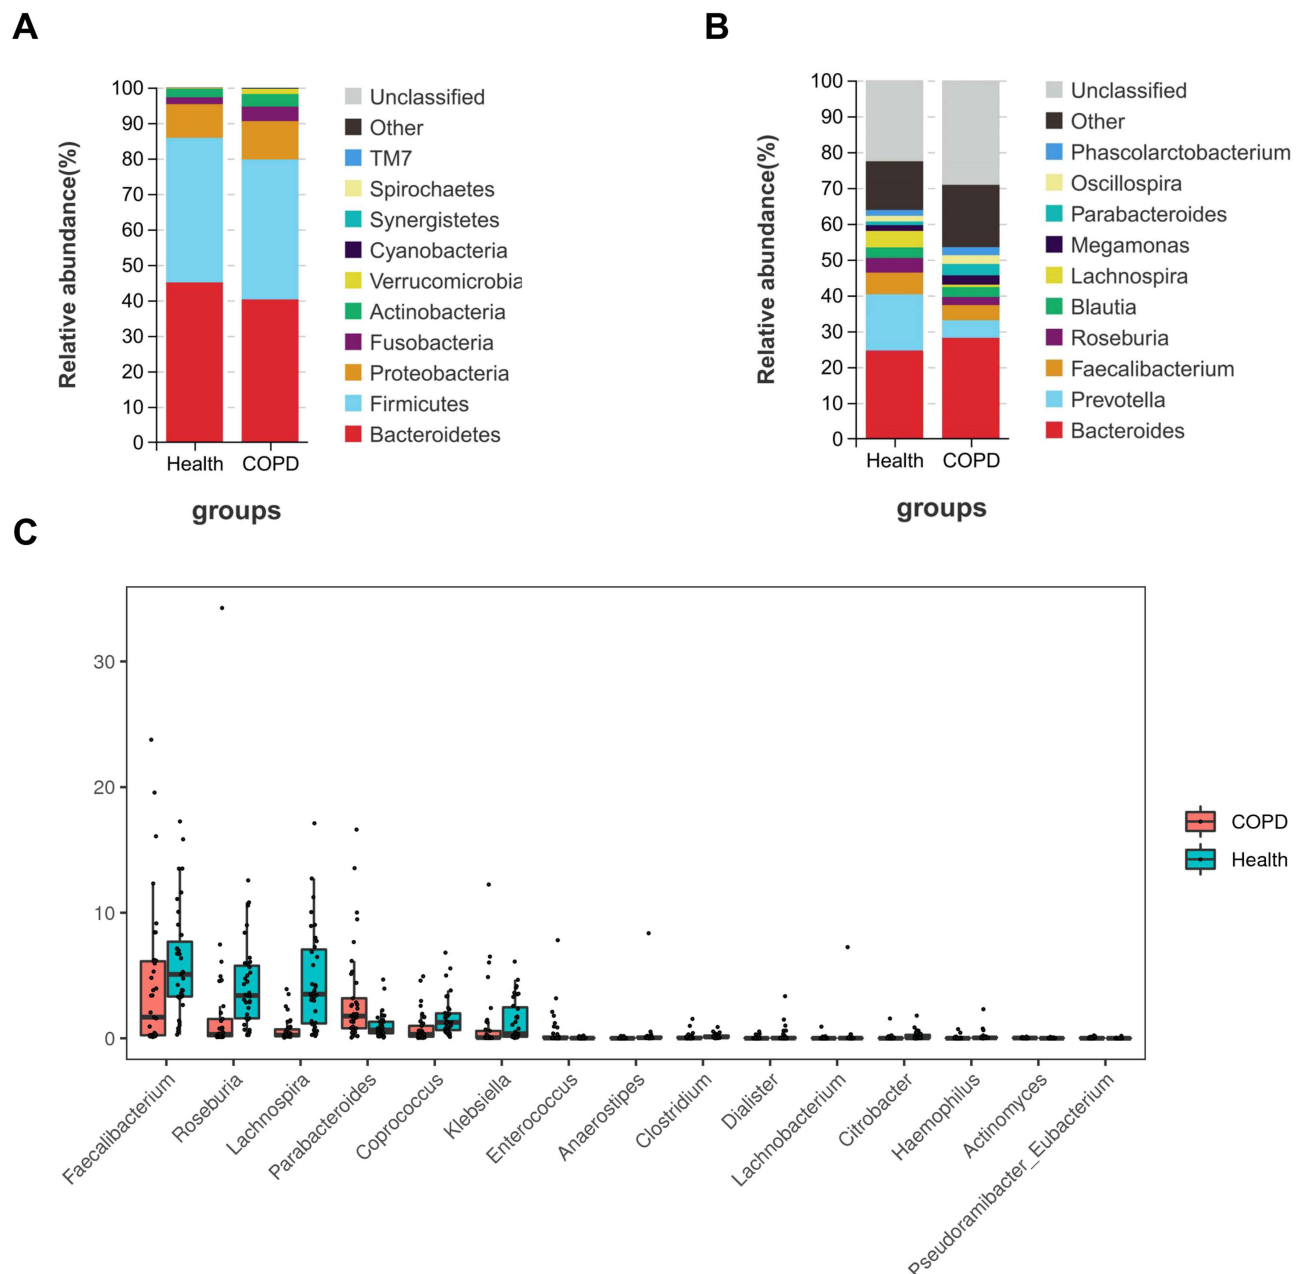 A
B
100
90
80
70
60
50
40
30
20
10
0
Relative abundance(%)
Health
COPD
groups
Unclassified
Other
TM7
Spirochaetes
Synergistetes
Cyanobacteria
Verrucomicrobia
Actinobacteria
Fusobacteria
Proteobacteria
Firmicutes
Bacteroidetes
100
90
80
70
60
50
40
30
20
10
0
Relative abundance(%)
Health
COPD
groups
Unclassified
Other
Phascolarctobacterium
Oscillospira
Parabacteroides
Megamonas
Lachnospira
Blautia
Roseburia
Faecalibacterium
Prevotella
Bacteroides
C
30
20
10
0
Faecalibacterium
Roseburia
Lachnospira
Parabacteroides
Coprococcus
Klebsiella
Enterococcus
Anaerostipes
Clostridium
Dialister
Lachnobacterium
Citrobacter
Haemophilus
Actinomyces
Pseudoramibacter_Eubacterium
COPD
Health